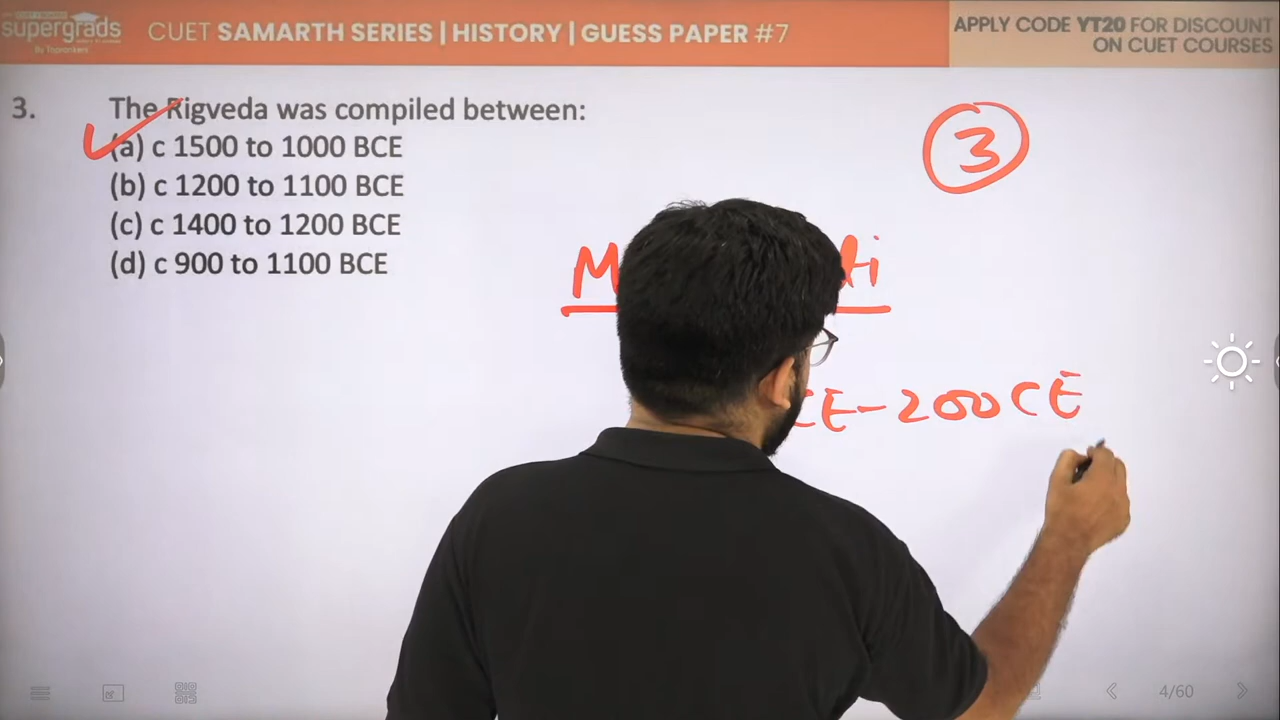 supergrads
By Toprankers
CUET SAMARTH SERIES | HISTORY | GUESS PAPER #7
APPLY CODE YT20 FOR DISCOUNT
ON CUET COURSES
3. The Rigveda was compiled between:
(a) c 1500 to 1000 BCE
(b) c 1200 to 1100 BCE
(c) c 1400 to 1200 BCE
(d) c 900 to 1100 BCE
3
CE-200CE
4/60